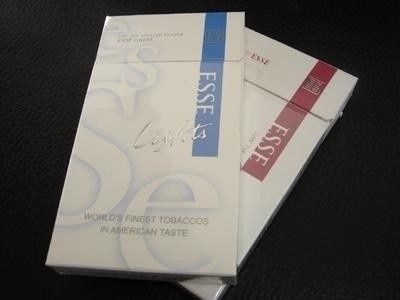 ESSE
Lights
WORLD'S FINEST TOBACCOS
IN AMERICAN TASTE
ESSE
ESSE